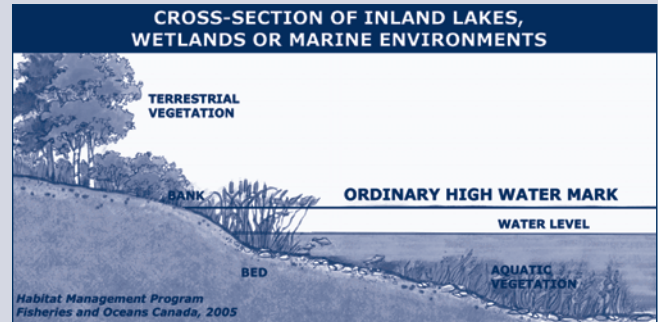 CROSS-SECTION OF INLAND LAKES,
WETLANDS OR MARINE ENVIRONMENTS
TERRESTRIAL
VEGETATION
BANK
ORDINARY HIGH WATER MARK
WATER LEVEL
BED
AQUATIC
VEGETATION
Habitat Management Program
Fisheries and Oceans Canada, 2005